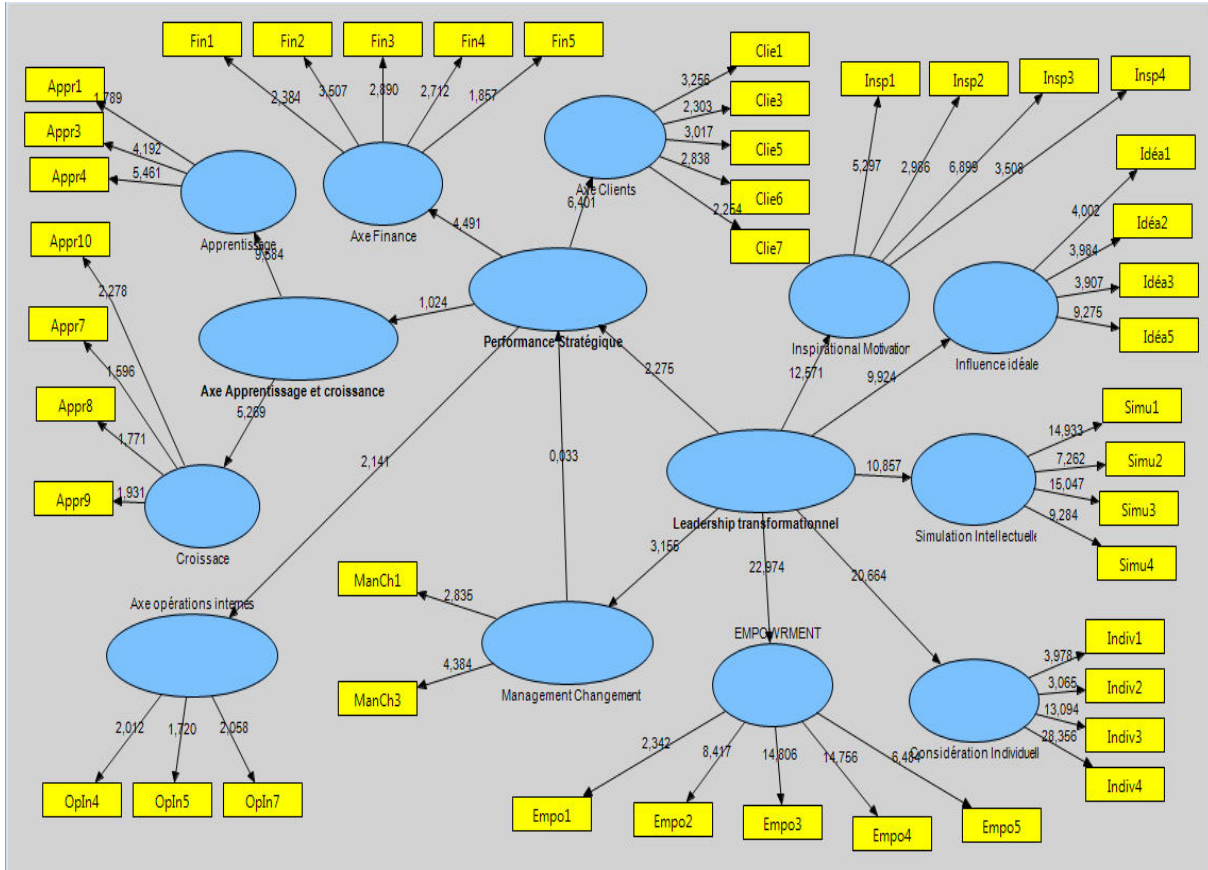 Fin1
Fin2
Fin3
Fin4
Fin5
2,384
3,507
2,890
2,712
1,857
Axe Finance
Clie1
Clie3
Clie5
Clie6
Clie7
3,256
2,303
3,017
2,838
2,254
Axe Clients
Insp1
Insp2
Insp3
Insp4
5,297
2,986
6,899
3,508
Inspirational Motivation
Idéa1
Idéa2
Idéa3
Idéa5
4,002
3,984
3,907
9,275
Influence idéale
Appr1
Appr3
Appr4
1,789
4,192
5,461
Apprentissage
9,584
Appr10
Appr7
Appr8
Appr9
2,278
1,596
1,771
1,931
Croissace
5,269
Axe Apprentissage et croissance
1,024
4,491
6,401
Performance Stratégique
2,275
12,571
9,924
2,141
0,033
Leadership transformationnel
10,857
3,155
22,974
20,664
Simu1
Simu2
Simu3
Simu4
14,933
7,262
15,047
9,284
Simulation Intellectuelle
Axe opérations internes
2,012
1,720
2,058
OpIn4
OpIn5
OpIn7
ManCh1
ManCh3
2,835
4,384
Management Changement
EMPOWRMENT
2,342
8,417
14,806
14,756
6,484
Empo1
Empo2
Empo3
Empo4
Empo5
Indiv1
Indiv2
Indiv3
Indiv4
3,978
3,065
13,094
28,356
Considération Individuell